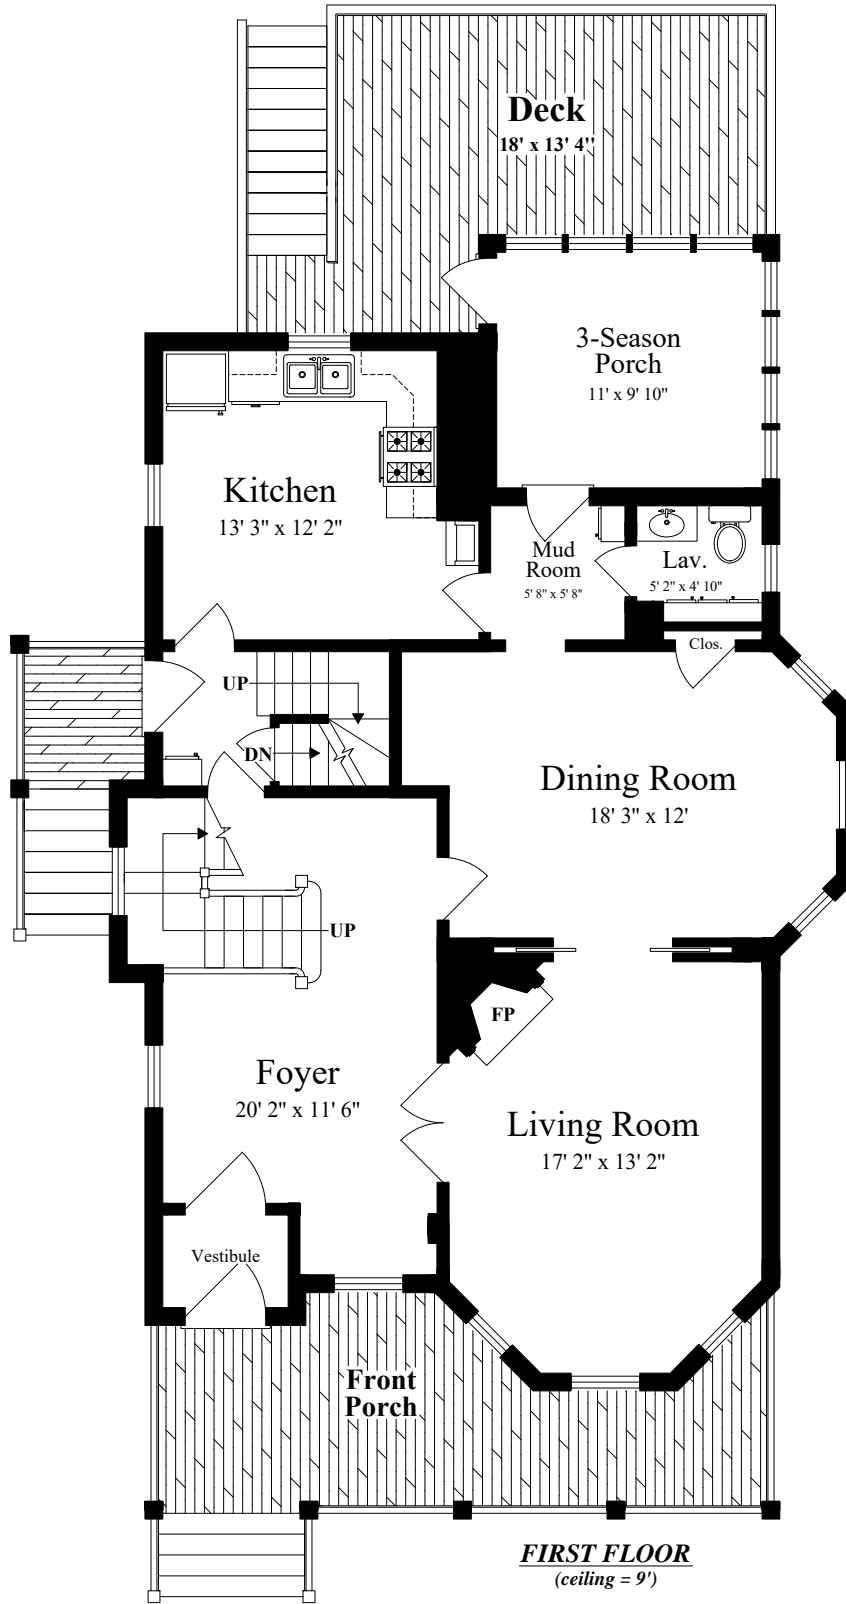 Deck
18' x 13' 4"
3-Season
Porch
11' x 9' 10"
Kitchen
13' 3" x 12' 2"
Mud
Room
5' 8" x 5' 8"
Lav.
5' 2" x 4' 10"
Clos.
UP
DN
Dining Room
18' 3" x 12'
UP
FP
Foyer
20' 2" x 11' 6"
Living Room
17' 2" x 13' 2"
Vestibule
Front
Porch
FIRST FLOOR
(ceiling = 9')